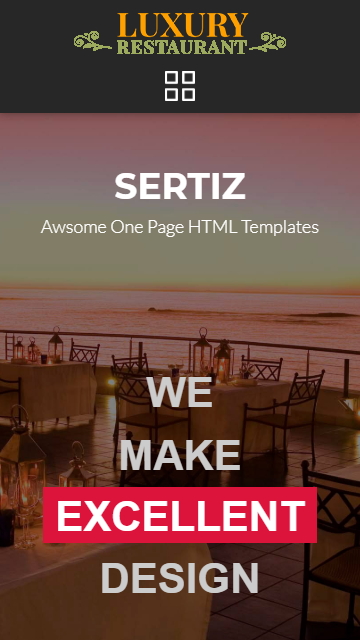 LUXURY
RESTAURANT
SERTIZ
Awsome One Page HTML Templates
WE
MAKE
EXCELLENT
DESIGN